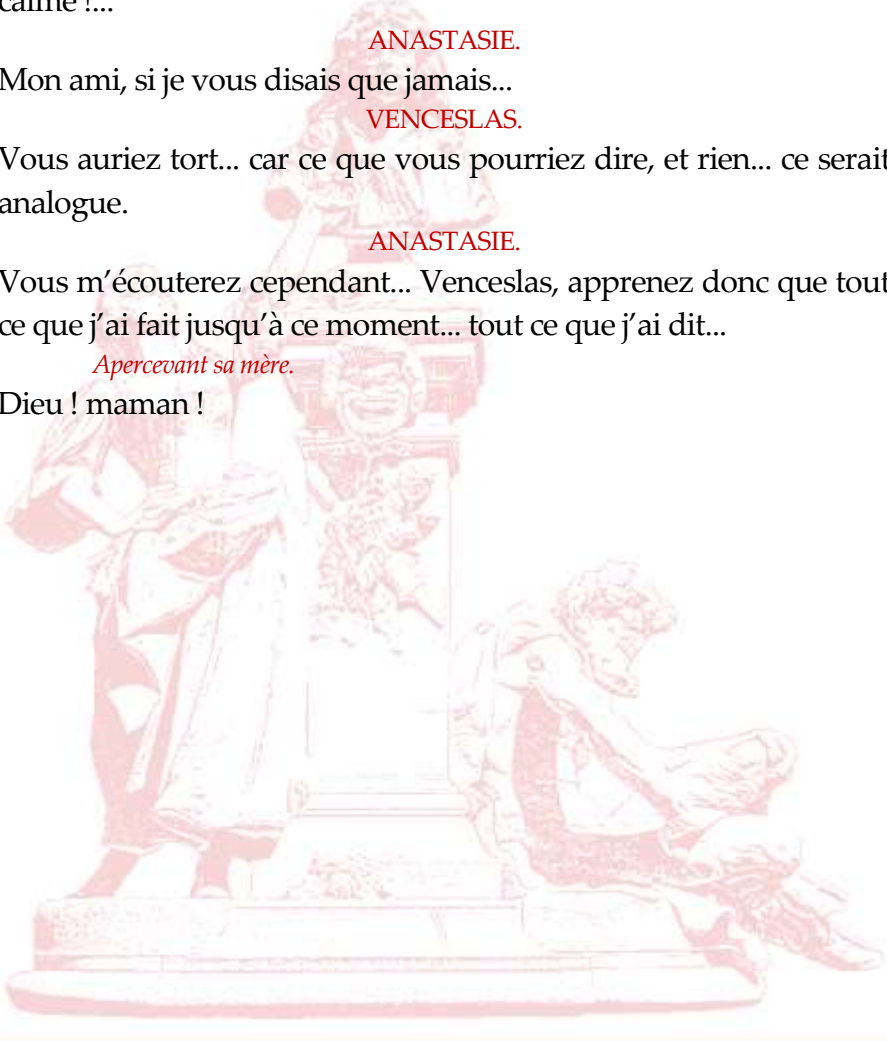 calme !...
ANASTASIE.
Mon ami, si je vous disais que jamais...
VENCESLAS.
Vous auriez tort... car ce que vous pourriez dire, et rien... ce serait
analogue.
ANASTASIE.
Vous m’écouterez cependant... Venceslas, apprenez donc que tout
ce que j’ai fait jusqu’à ce moment... tout ce que j’ai dit...
Apercevant sa mère.
Dieu ! maman !